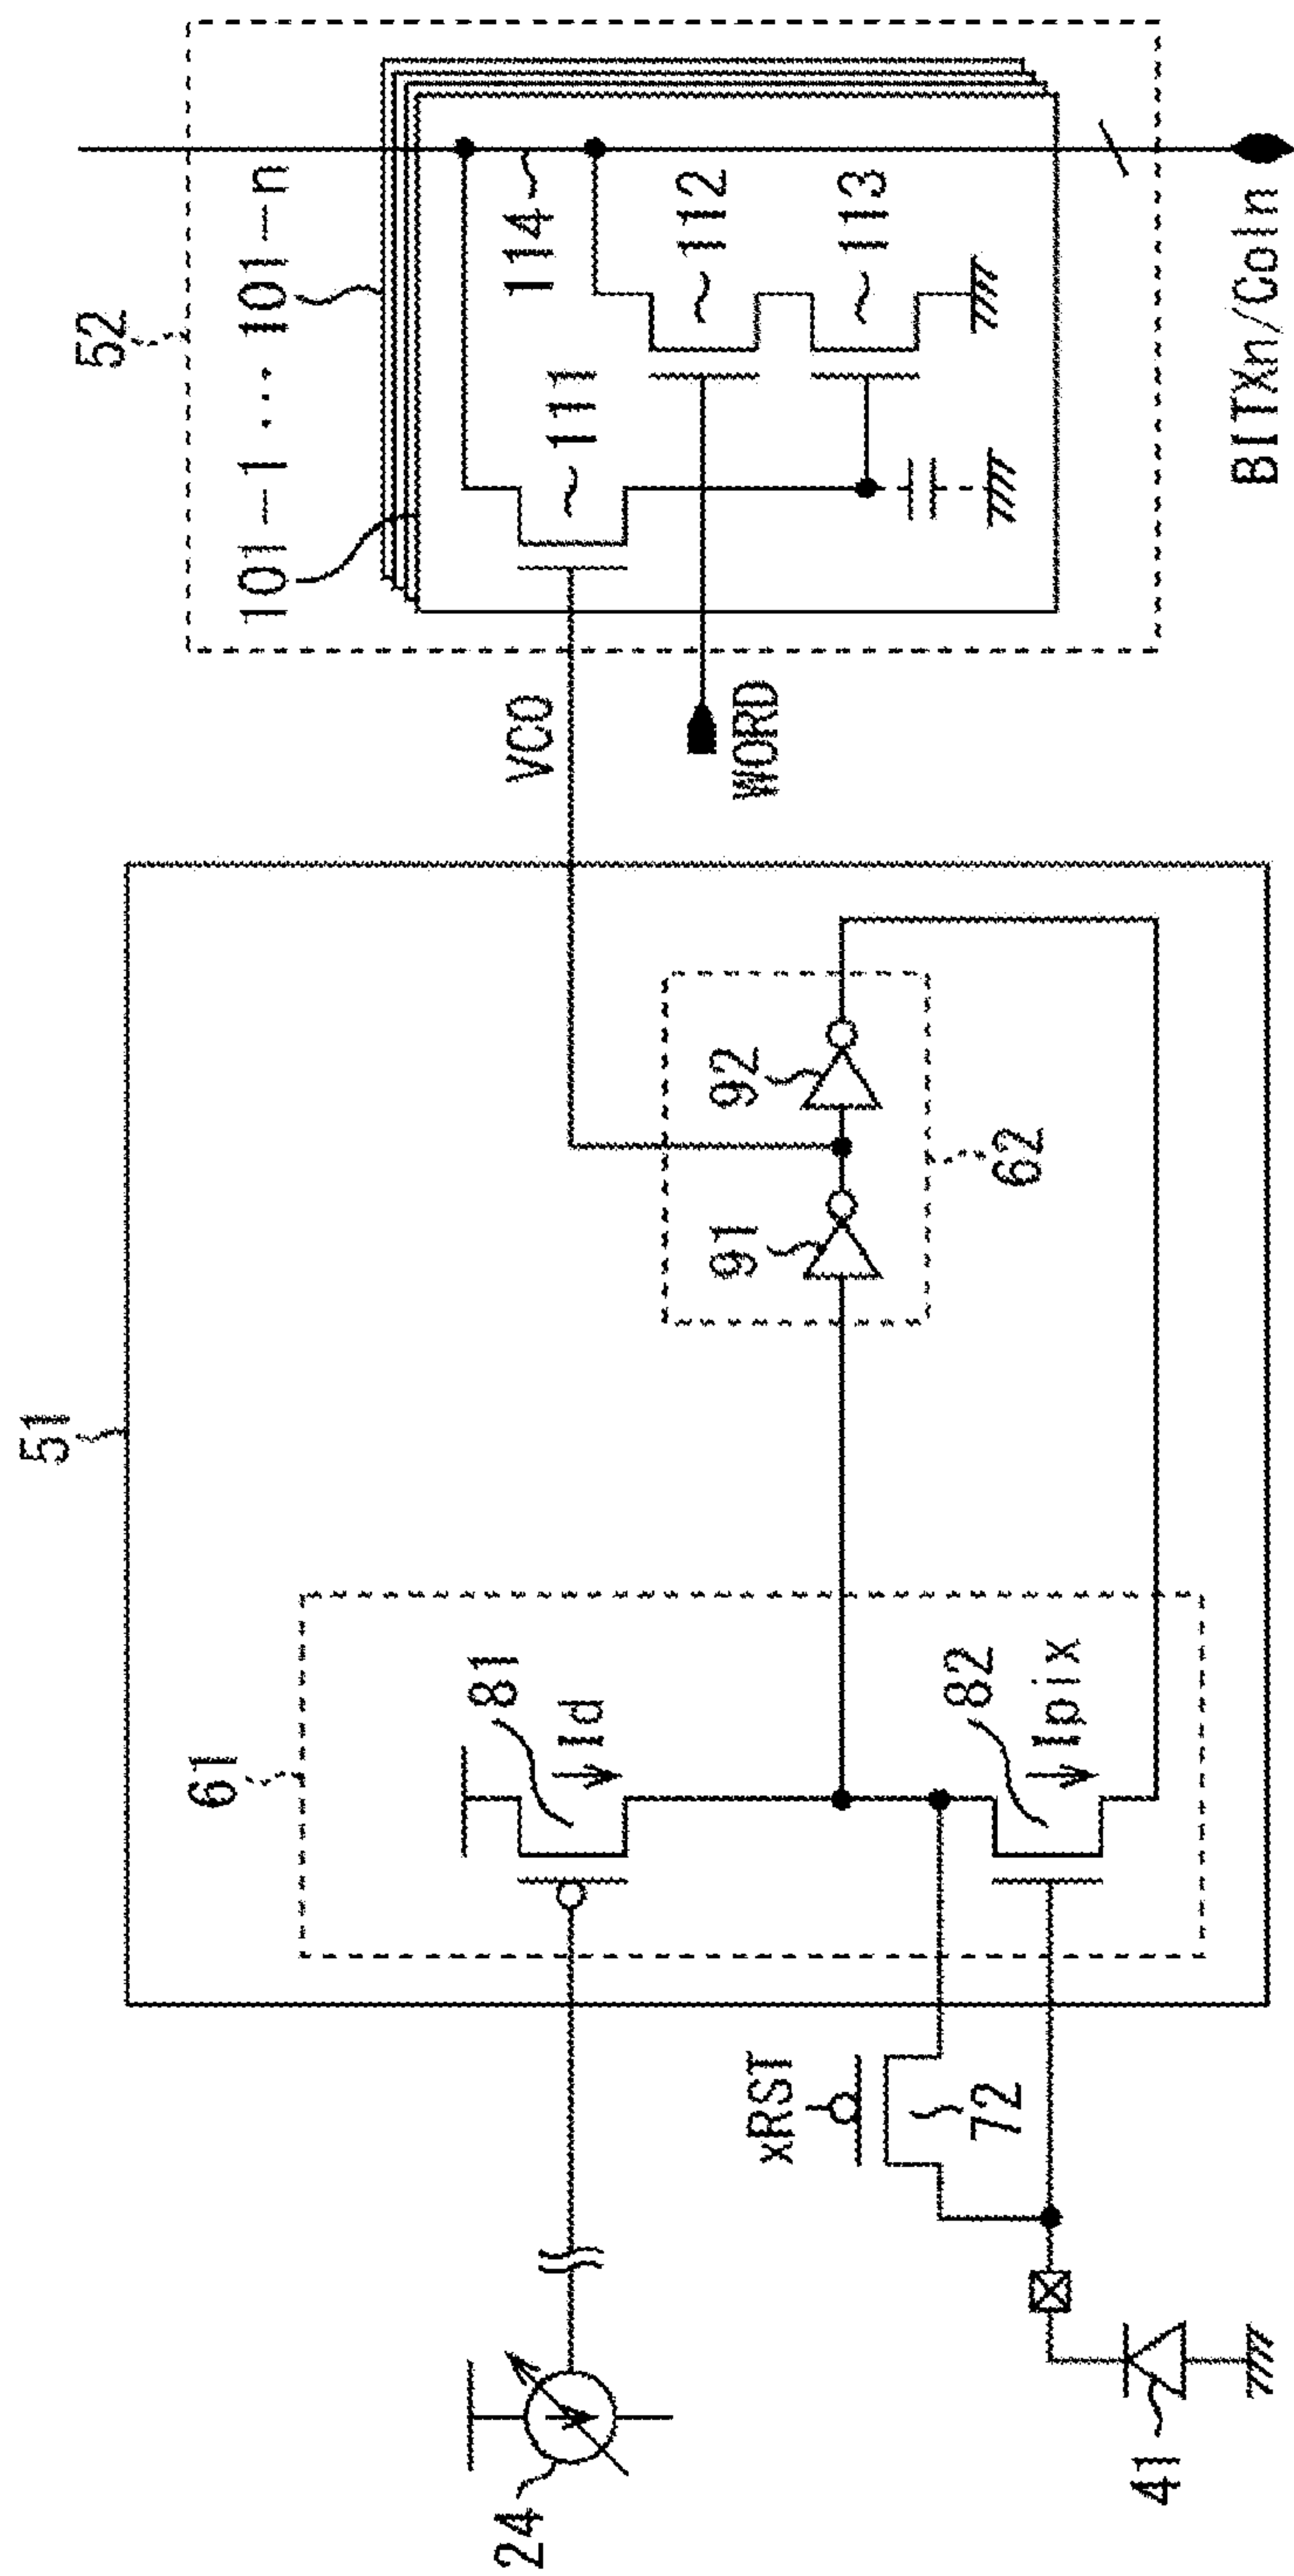 52
101-1 ... 101-n
114
111
112
113
VCO
WORD
BITXn/Coln
51
61
81
Id
82
Ipix
91
92
62
xRST
72
24
41